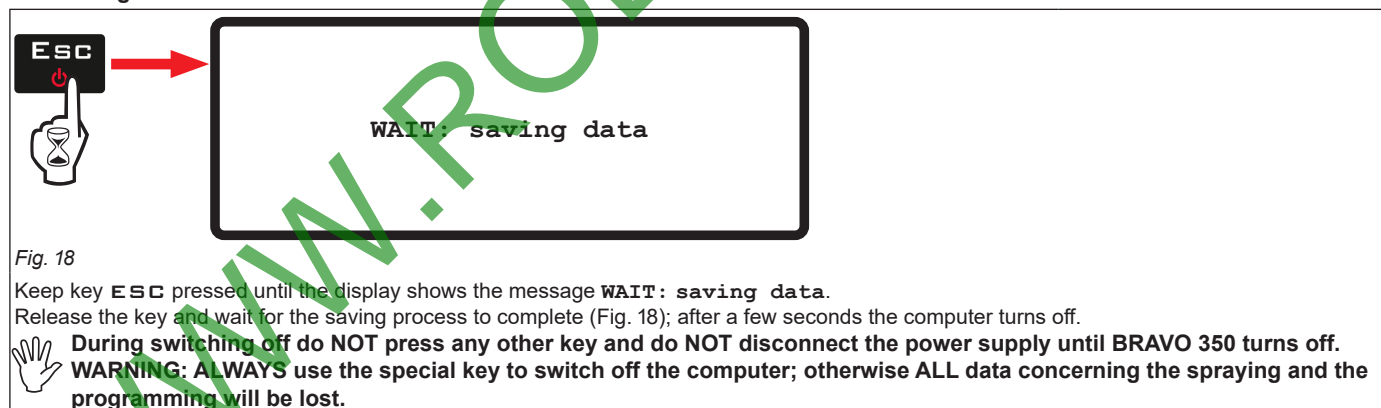 Esc
WAIT: saving data
Fig. 18
Keep key ESC pressed until the display shows the message WAIT: saving data.
Release the key and wait for the saving process to complete (Fig. 18); after a few seconds the computer turns off.
During switching off do NOT press any other key and do NOT disconnect the power supply until BRAVO 350 turns off.
WARNING: ALWAYS use the special key to switch off the computer; otherwise ALL data concerning the spraying and the
programming will be lost.
WW.RO